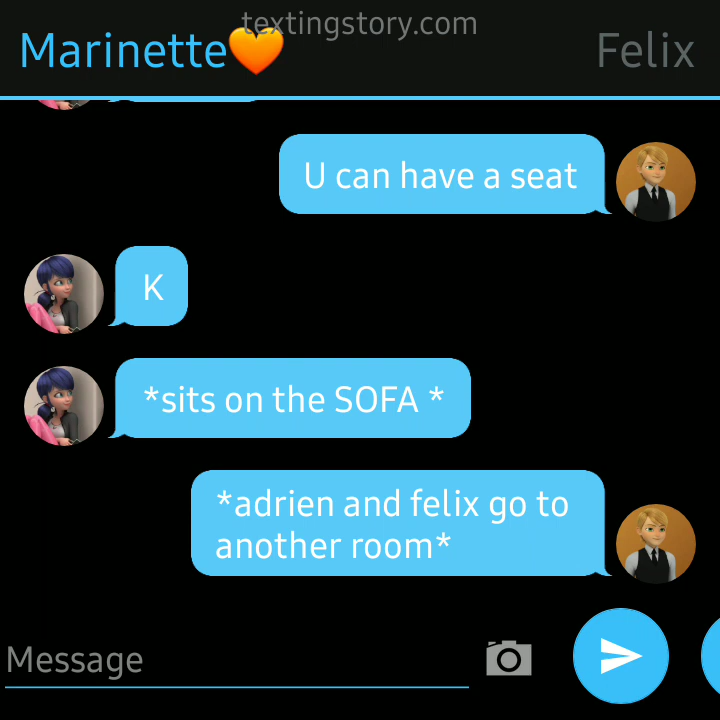 textingstory.com
Marinette🧡
Felix
U can have a seat
K
*sits on the SOFA *
*adrien and felix go to
another room*
Message